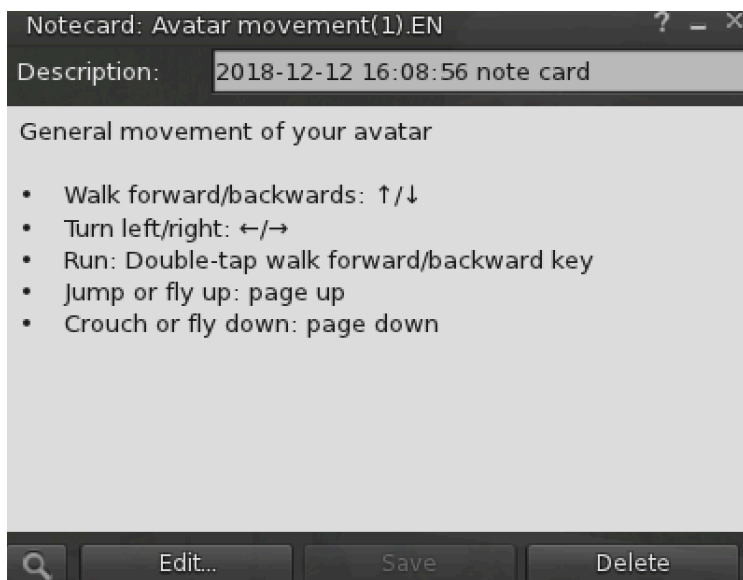 Notecard: Avatar movement(1).EN ? _ X
Description: 2018-12-12 16:08:56 note card
General movement of your avatar
• Walk forward/backwards: ↑/↓
• Turn left/right: ←/→
• Run: Double-tap walk forward/backward key
• Jump or fly up: page up
• Crouch or fly down: page down
Edit... Save Delete